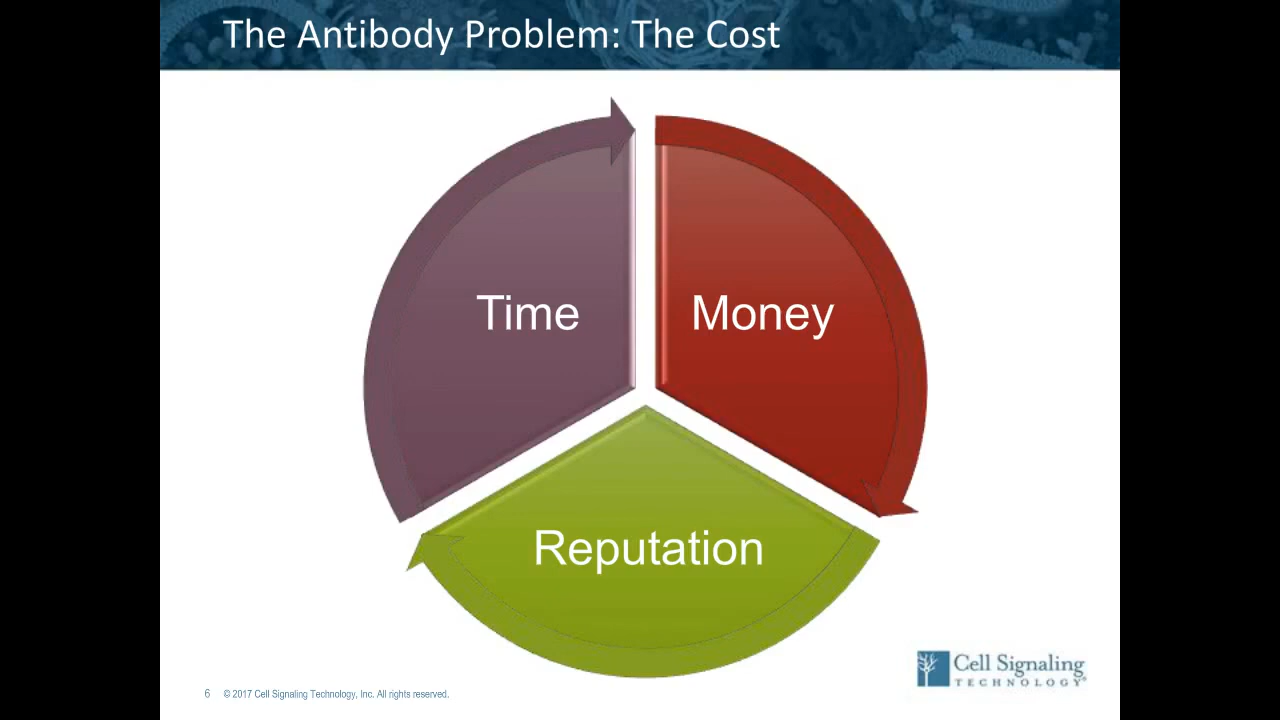 The Antibody Problem: The Cost
Time
Money
Reputation
Cell Signaling
TECHNOLOGY®
6 © 2017 Cell Signaling Technology, Inc. All rights reserved.